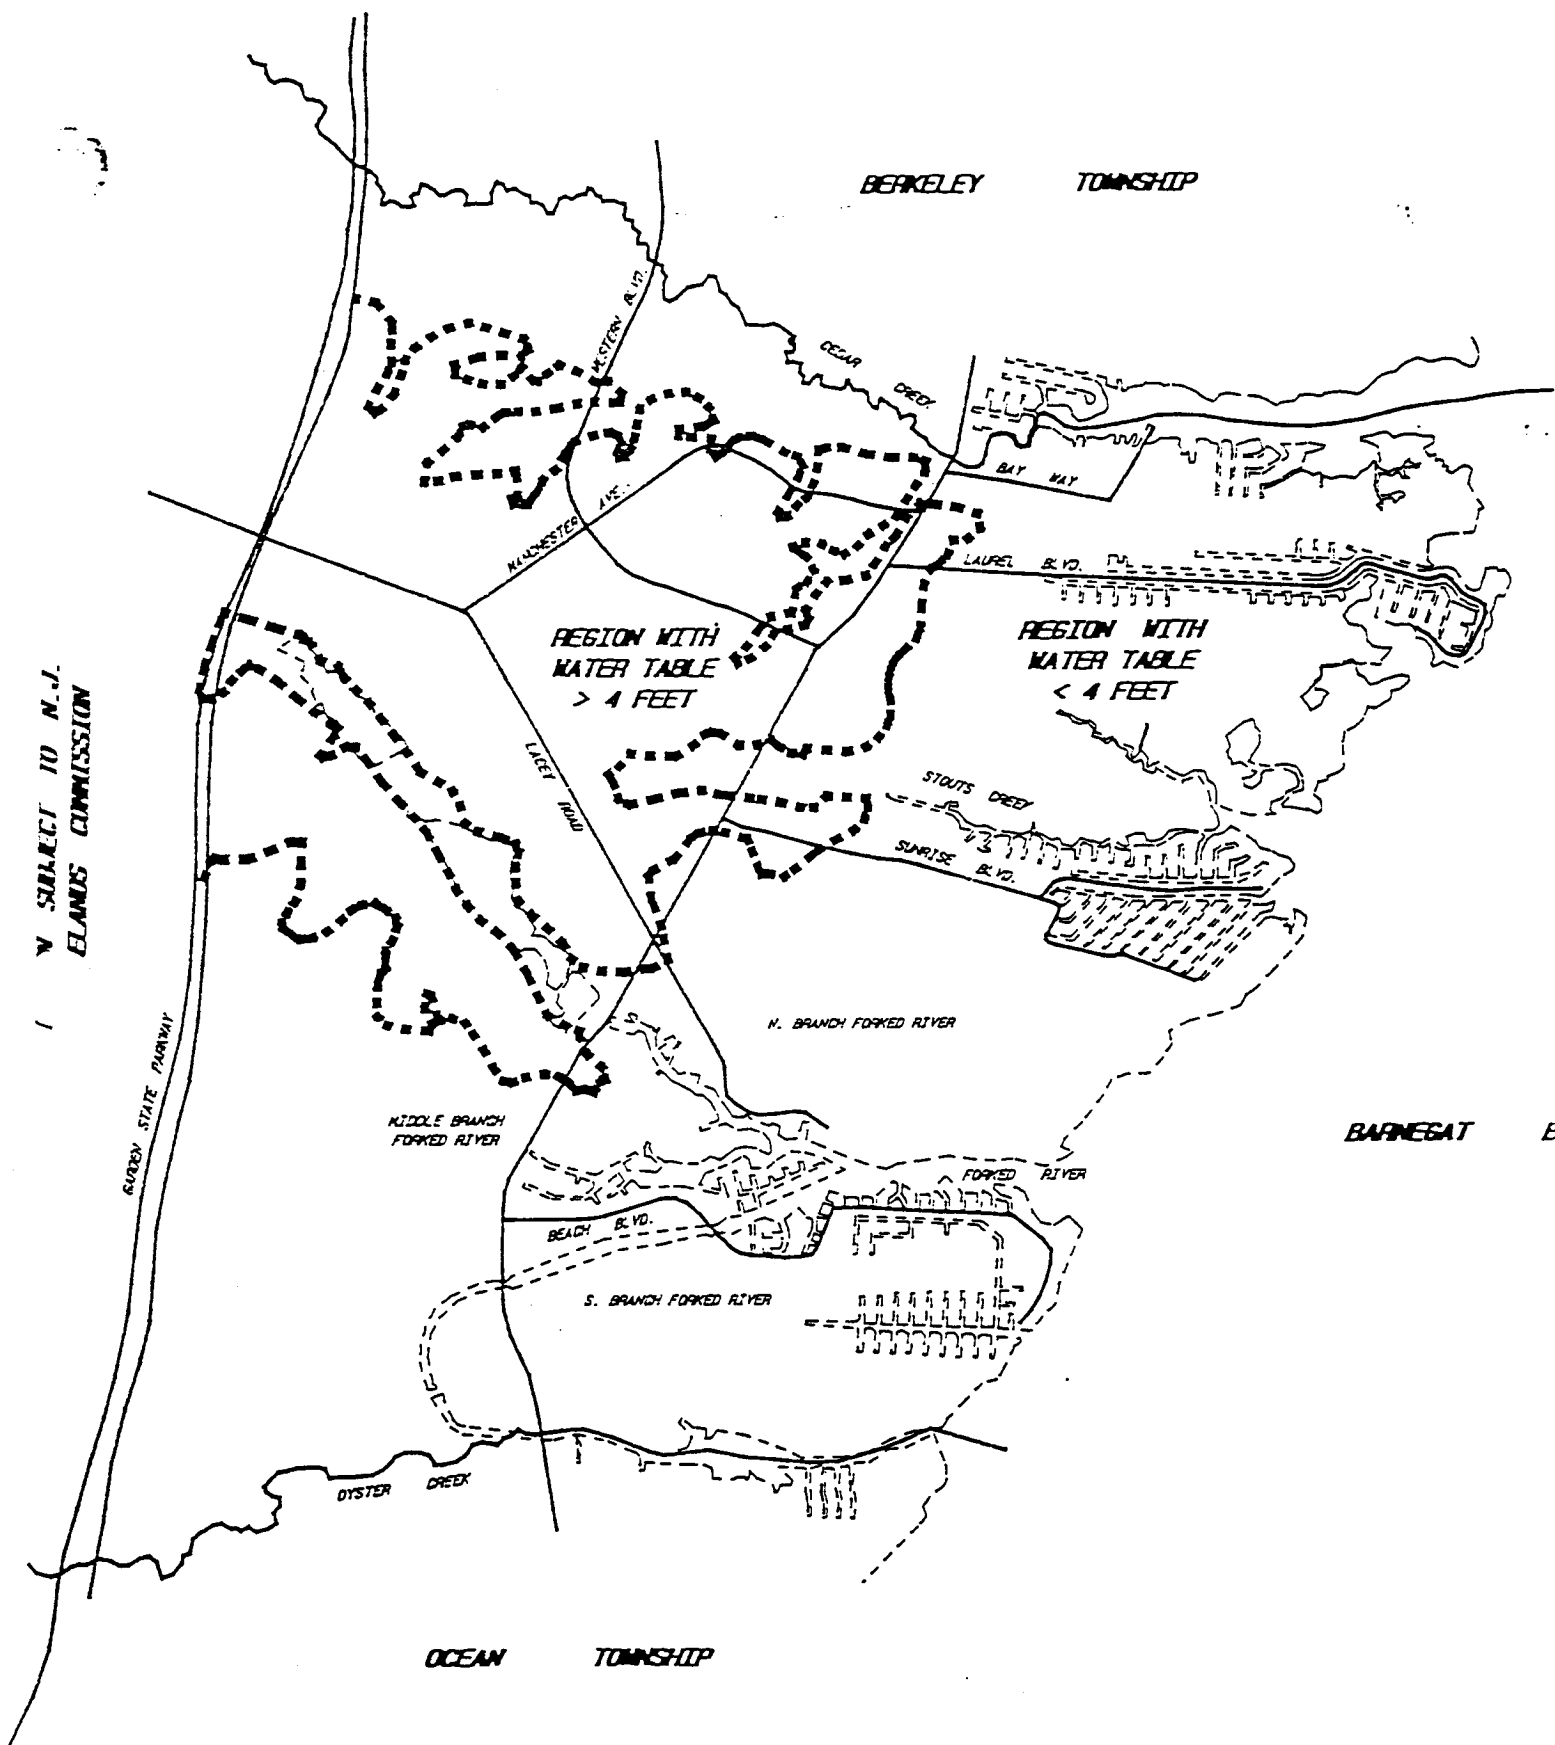 BERKELEY TOWNSHIP
WESTERN BLVD.
CEDAR CREEK
BAY WAY
MANCHESTER AVE.
LAUREL BLVD.
REGION WITH
WATER TABLE
> 4 FEET
REGION WITH
WATER TABLE
< 4 FEET
N SUBJECT TO N.J.
ELANDS COMMISSION
LACEY ROAD
STOUTS CREEK
SUNRISE BLVD.
N. BRANCH FORKED RIVER
GARDEN STATE PARKWAY
MIDDLE BRANCH
FORKED RIVER
BARNEGAT B
FORKED RIVER
BEACH BLVD.
S. BRANCH FORKED RIVER
OYSTER CREEK
OCEAN TOWNSHIP